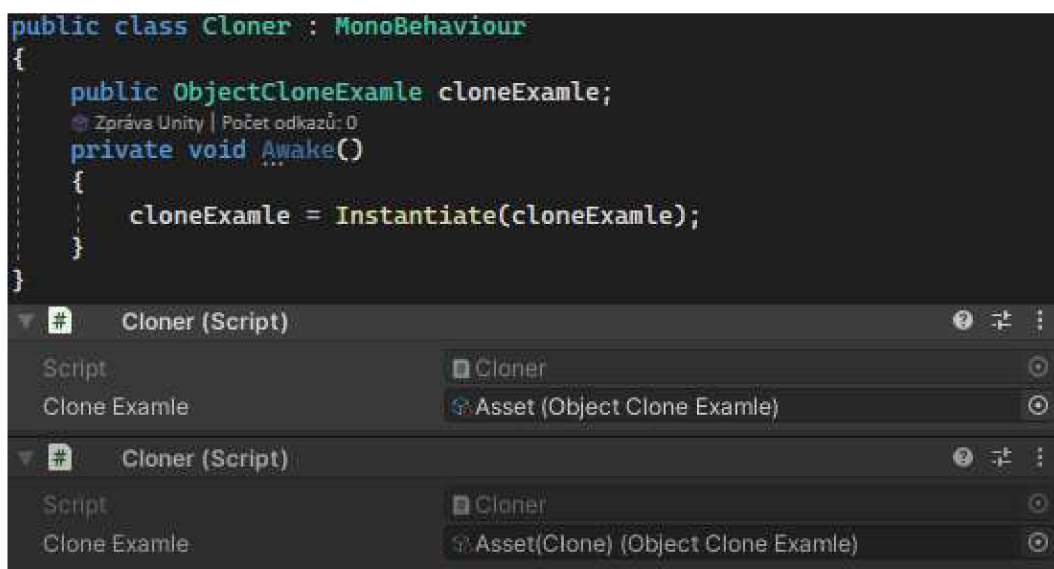 public class Cloner : MonoBehaviour
{
public ObjectCloneExamle cloneExamle;
Zpráva Unity | Počet odkazů: 0
private void Awake()
{
cloneExamle = Instantiate(cloneExamle);
}
}
# Cloner (Script)
Script Cloner
Clone Examle Asset (Object Clone Examle)
# Cloner (Script)
Script Cloner
Clone Examle Asset(Clone) (Object Clone Examle)